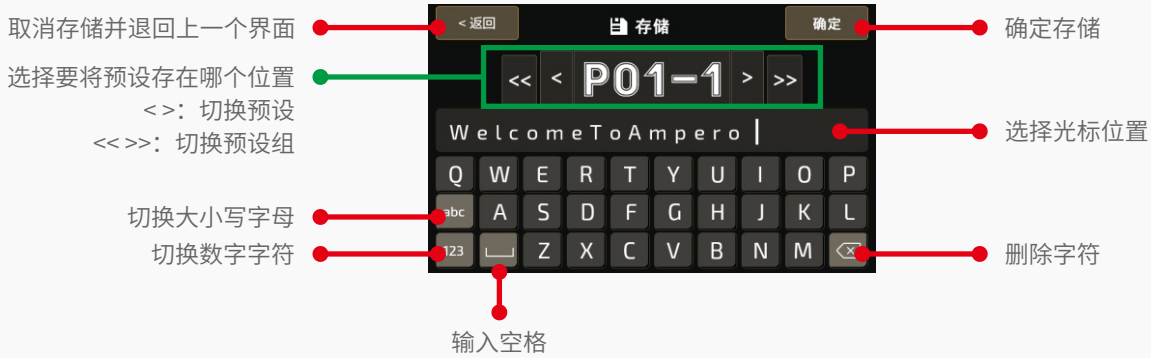 取消存储并退回上一个界面
< 返回
存储
确定
确定存储
选择要将预设存在哪个位置
< >：切换预设
<< >>：切换预设组
<< < P01-1 > >>
WelcomeToAmpero
选择光标位置
Q W E R T Y U I O P
切换大小写字母
abc A S D F G H J K L
切换数字字符
123 Z X C V B N M
删除字符
输入空格